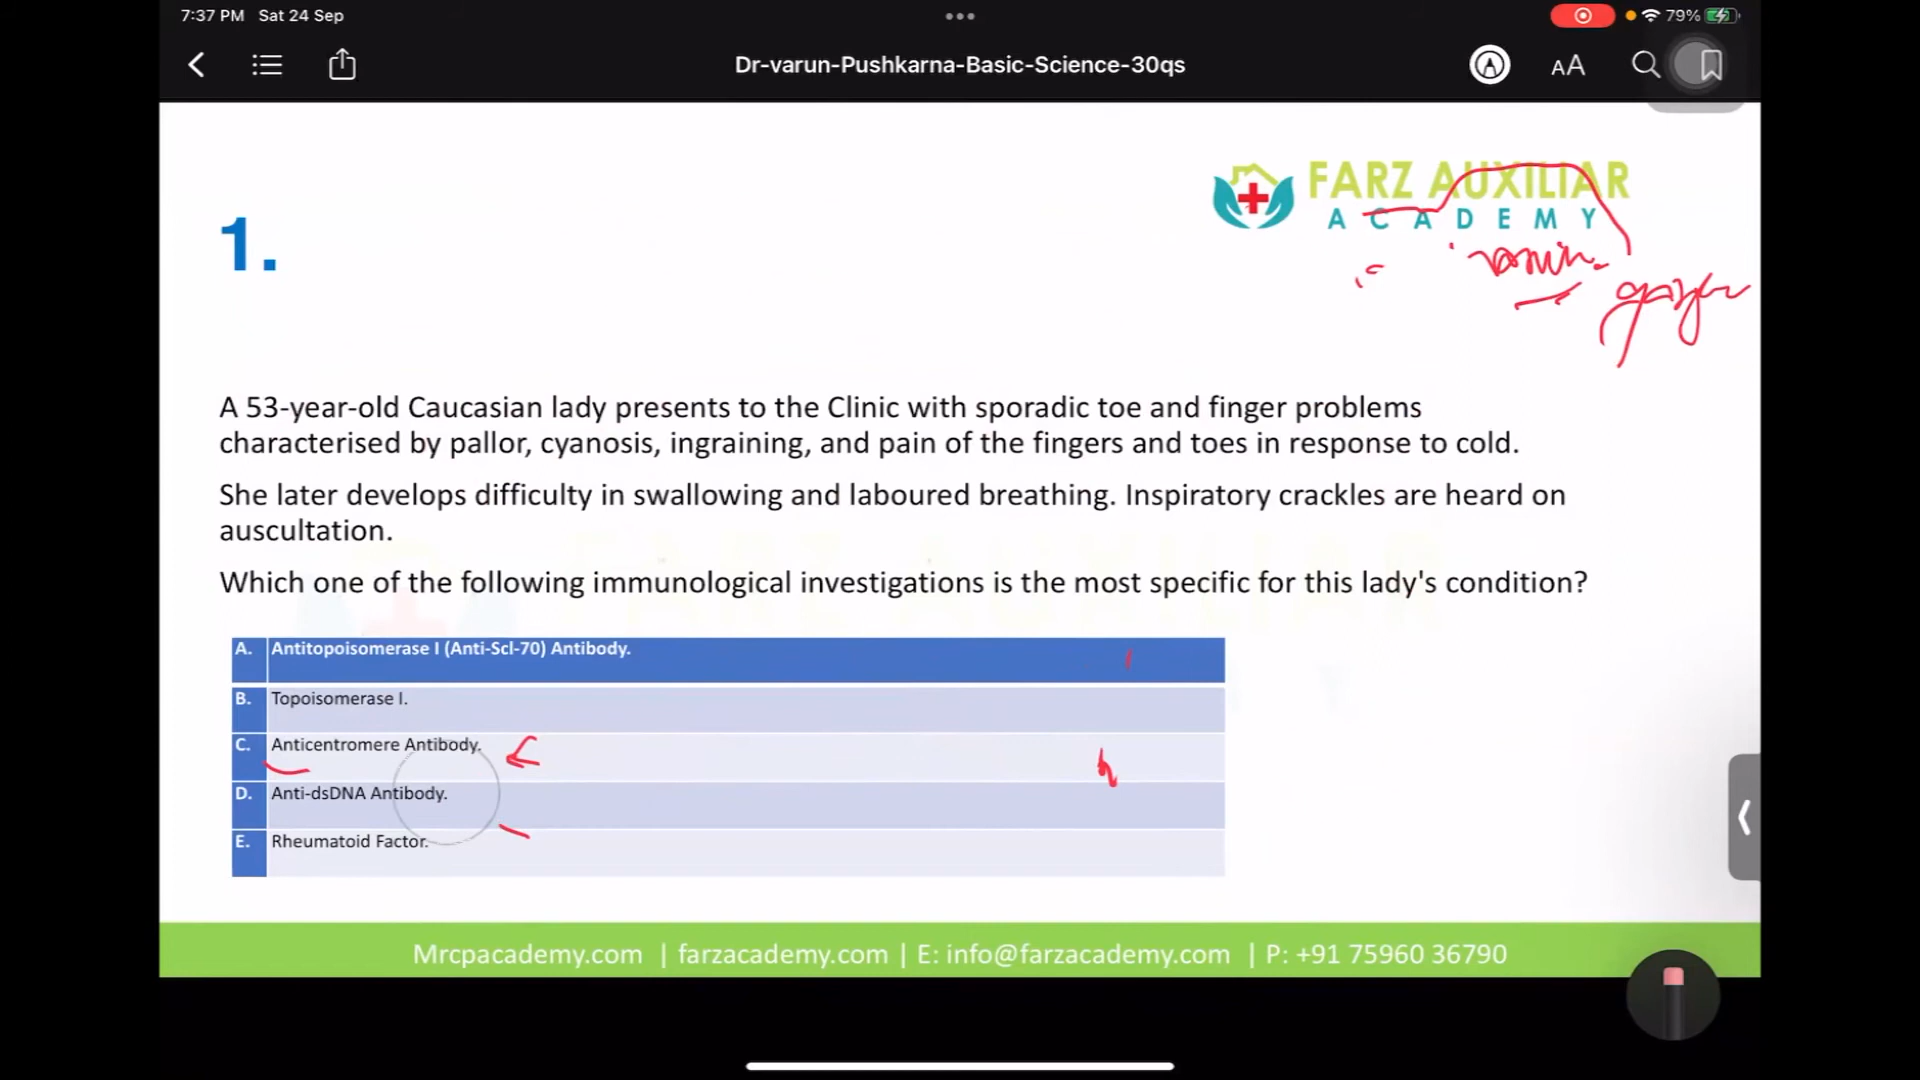 7:37 PM Sat 24 Sep
79%
Dr-varun-Pushkarna-Basic-Science-30qs
AA
FARZ AUXILIAR
ACADEMY
1.
A 53-year-old Caucasian lady presents to the Clinic with sporadic toe and finger problems
characterised by pallor, cyanosis, ingraining, and pain of the fingers and toes in response to cold.
She later develops difficulty in swallowing and laboured breathing. Inspiratory crackles are heard on
auscultation.
Which one of the following immunological investigations is the most specific for this lady's condition?
A. Antitopoisomerase I (Anti-Scl-70) Antibody.
B. Topoisomerase I.
C. Anticentromere Antibody.
D. Anti-dsDNA Antibody.
E. Rheumatoid Factor.
Mrcpacademy.com | farzacademy.com | E: info@farzacademy.com | P: +91 75960 36790